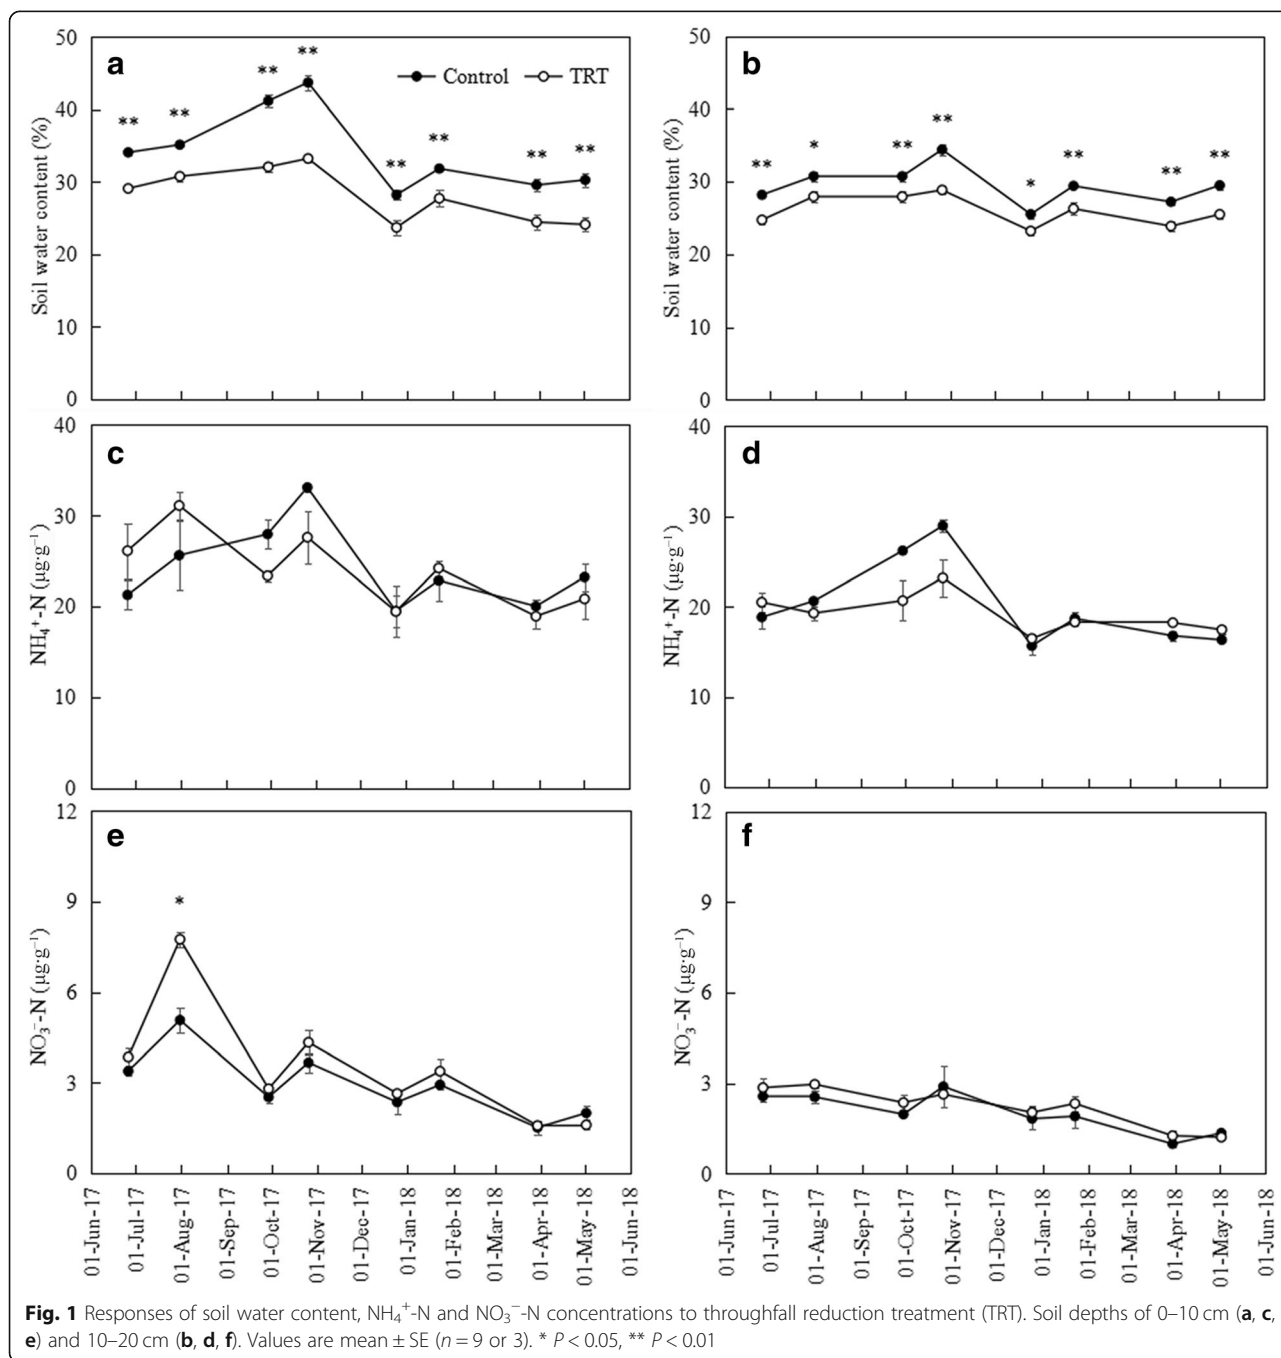 50
40
30
20
10
0
Soil water content (%)
a
** ** ** ** ** ** ** **
Control TRT
50
40
30
20
10
0
Soil water content (%)
b
** * ** ** * ** ** **
40
30
20
10
0
NH₄⁺-N (μg·g⁻¹)
c
40
30
20
10
0
NH₄⁺-N (μg·g⁻¹)
d
12
9
6
3
0
NO₃⁻-N (μg·g⁻¹)
e
*
12
9
6
3
0
NO₃⁻-N (μg·g⁻¹)
f
01-Jun-17
01-Jul-17
01-Aug-17
01-Sep-17
01-Oct-17
01-Nov-17
01-Dec-17
01-Jan-18
01-Feb-18
01-Mar-18
01-Apr-18
01-May-18
01-Jun-18
01-Jun-17
01-Jul-17
01-Aug-17
01-Sep-17
01-Oct-17
01-Nov-17
01-Dec-17
01-Jan-18
01-Feb-18
01-Mar-18
01-Apr-18
01-May-18
01-Jun-18
Fig. 1 Responses of soil water content, NH₄⁺-N and NO₃⁻-N concentrations to throughfall reduction treatment (TRT). Soil depths of 0–10 cm (a, c,
e) and 10–20 cm (b, d, f). Values are mean ± SE (n = 9 or 3). * P < 0.05, ** P < 0.01